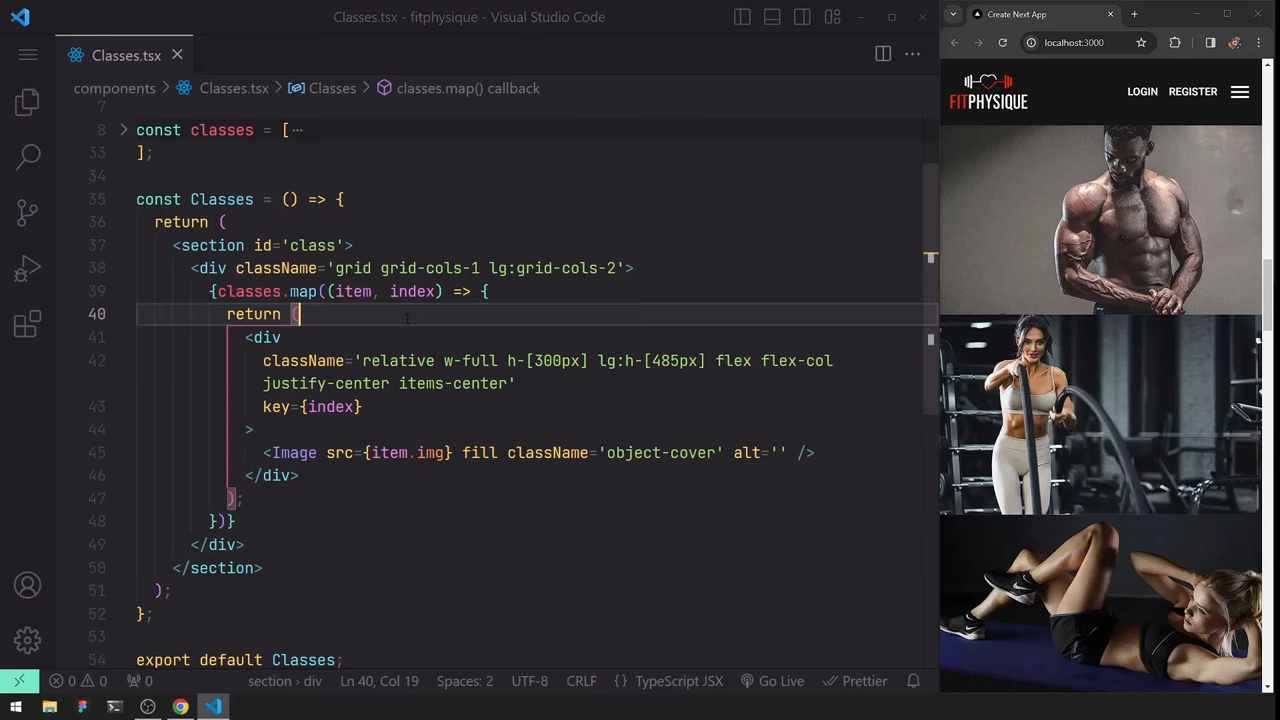 Classes.tsx - fitphysique - Visual Studio Code
Classes.tsx
components > Classes.tsx > Classes > classes.map() callback
7
8 const classes = [ ···
33 ];
34
35 const Classes = () => {
36 return (
37 <section id='class'>
38 <div className='grid grid-cols-1 lg:grid-cols-2'>
39 {classes.map((item, index) => {
40 return (
41 <div
42 className='relative w-full h-[300px] lg:h-[485px] flex flex-col
justify-center items-center'
43 key={index}
44 >
45 <Image src={item.img} fill className='object-cover' alt='' />
46 </div>
47 );
48 })}
49 </div>
50 </section>
51 );
52 };
53
54 export default Classes;
0 0 0 section > div Ln 40, Col 19 Spaces: 2 UTF-8 CRLF {} TypeScript JSX Go Live Prettier
Create Next App
localhost:3000
FITPHYSIQUE LOGIN REGISTER